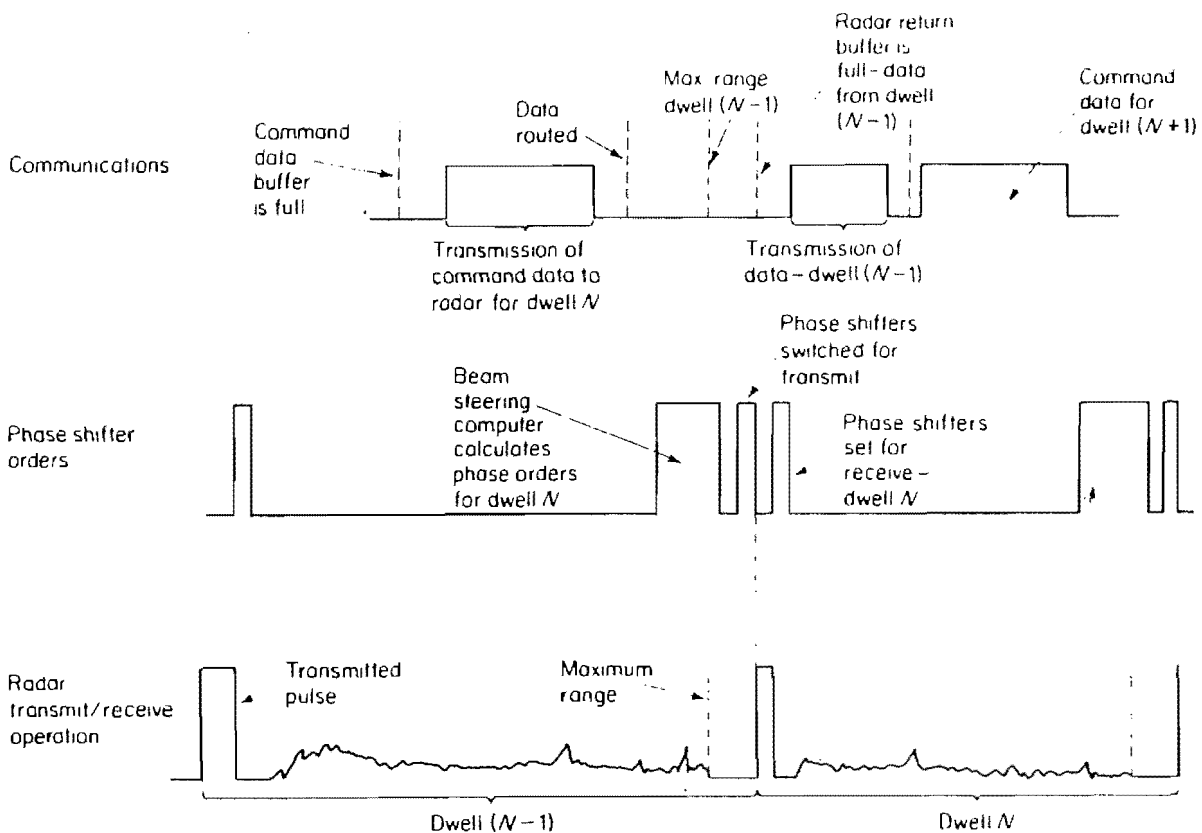 Radar return
buffer is
full - data
from dwell
(N-1)
Max range
dwell (N-1)
Command
data for
dwell (N+1)
Data
routed
Command
data
buffer
is full
Communications
Transmission of
command data to
radar for dwell N
Transmission of
data - dwell (N-1)
Phase shifters
switched for
transmit
Beam
steering
computer
calculates
phase orders
for dwell N
Phase shifter
orders
Phase shifters
set for
receive -
dwell N
Radar
transmit/receive
operation
Transmitted
pulse
Maximum
range
Dwell (N-1)
Dwell N